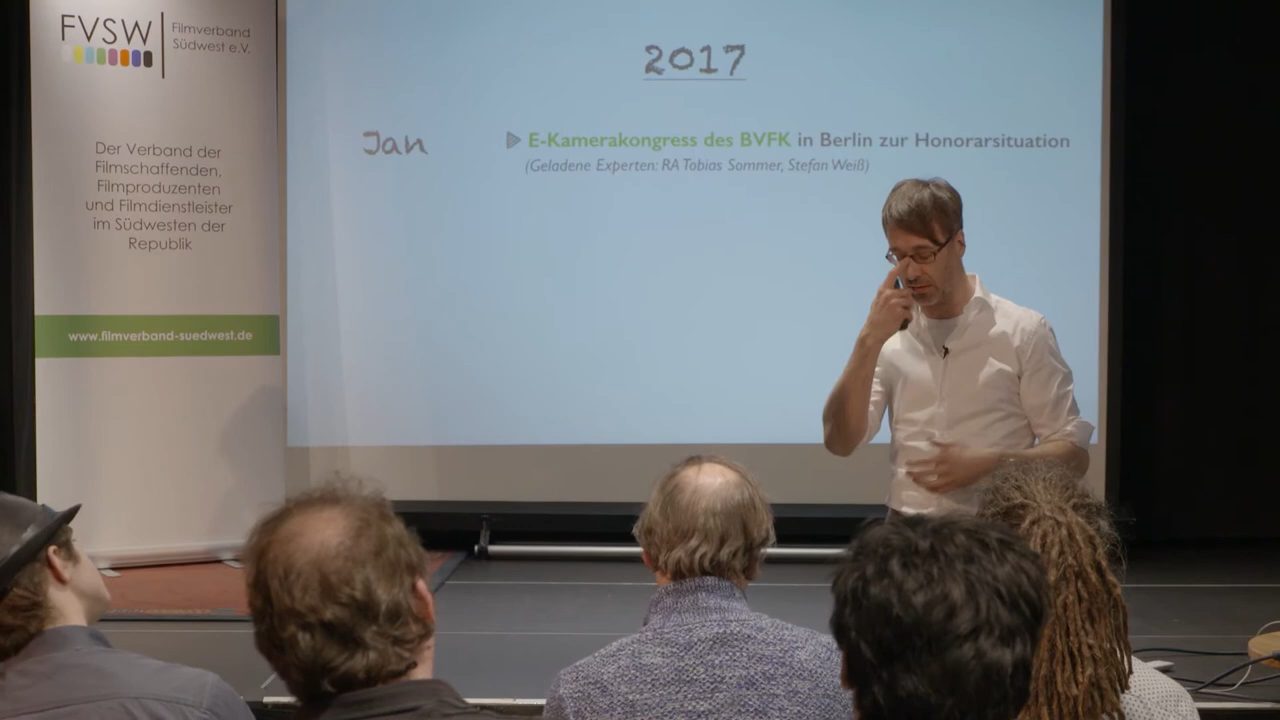 FVSW
Filmverband
Südwest e.V.
Der Verband der
Filmschaffenden,
Filmproduzenten
und Filmdienstleister
im Südwesten der
Republik
www.filmverband-suedwest.de
2017
Jan
E-Kamerakongress des BVFK in Berlin zur Honorarsituation
(Geladene Experten: RA Tobias Sommer, Stefan Weiß)